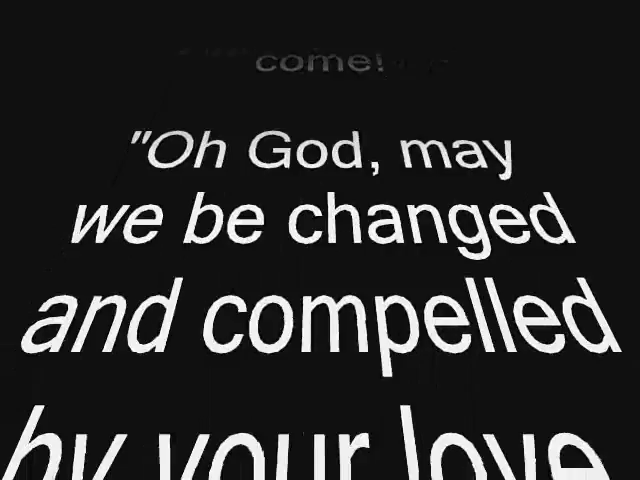 come!
"Oh God, may
we be changed
and compelled
by your love